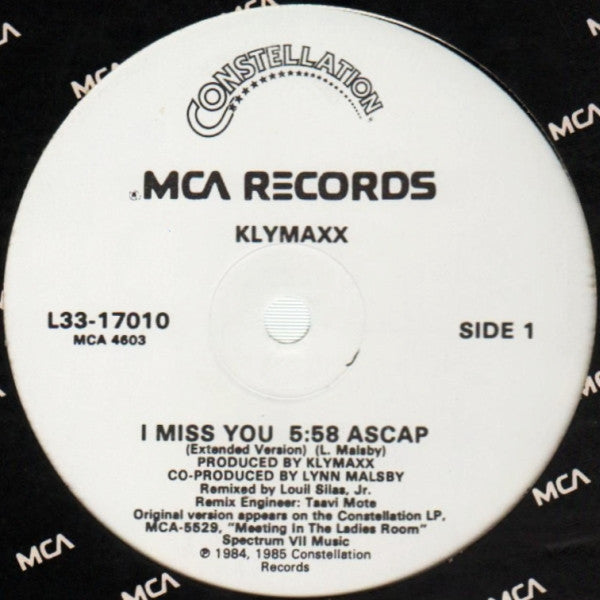 CONSTELLATION
MCA RECORDS
KLYMAXX
L33-17010
MCA 4603
SIDE 1
I MISS YOU 5:58 ASCAP
(Extended Version) (L. Malsby)
PRODUCED BY KLYMAXX
CO-PRODUCED BY LYNN MALSBY
Remixed by Louil Silas, Jr.
Remix Engineer: Taavi Mote
Original version appears on the Constellation LP,
MCA-5529, "Meeting In The Ladies Room"
Spectrum VII Music
℗ 1984, 1985 Constellation
Records
MCA
MCA
MCA
MCA
MCA
MCA